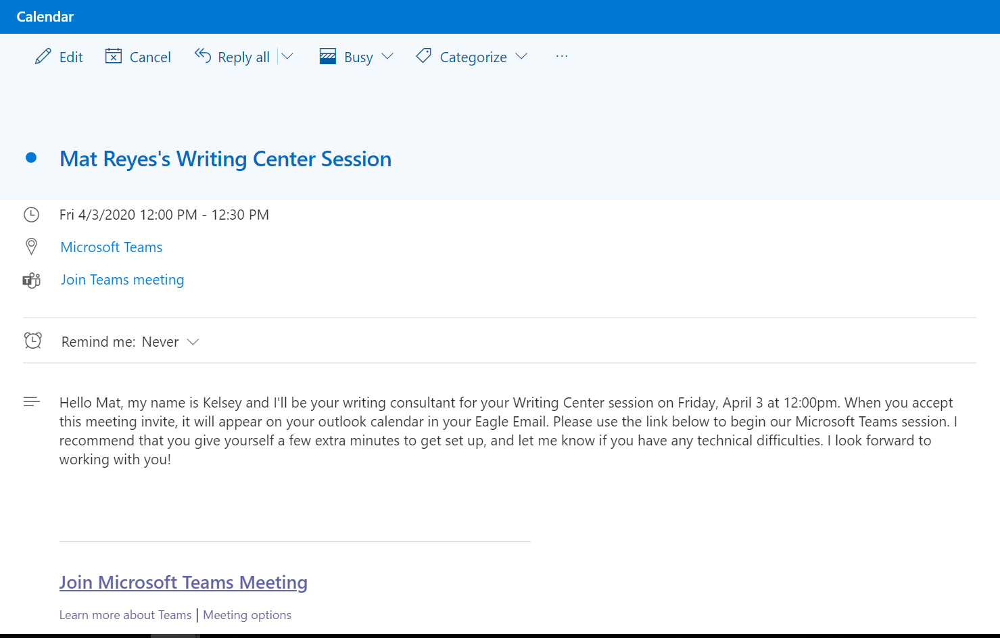 Calendar
Edit Cancel Reply all Busy Categorize ...
Mat Reyes's Writing Center Session
Fri 4/3/2020 12:00 PM - 12:30 PM
Microsoft Teams
T Join Teams meeting
Remind me: Never
Hello Mat, my name is Kelsey and I'll be your writing consultant for your Writing Center session on Friday, April 3 at 12:00pm. When you accept
this meeting invite, it will appear on your outlook calendar in your Eagle Email. Please use the link below to begin our Microsoft Teams session. I
recommend that you give yourself a few extra minutes to get set up, and let me know if you have any technical difficulties. I look forward to
working with you!
Join Microsoft Teams Meeting
Learn more about Teams | Meeting options